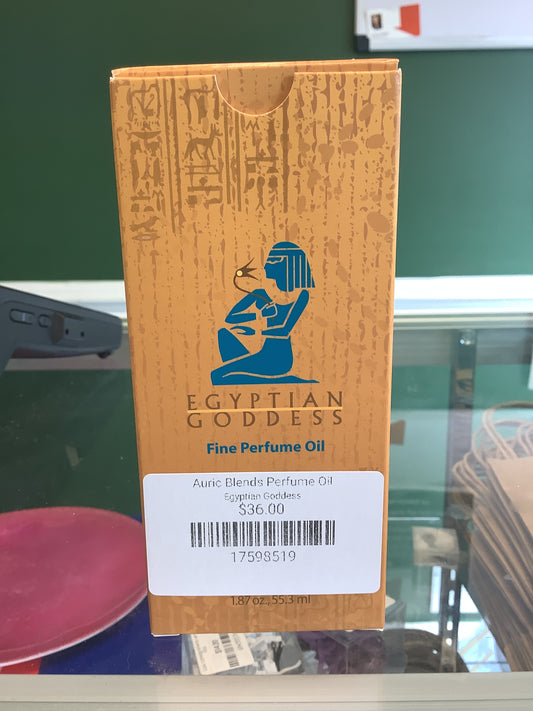 EGYPTIAN
GODDESS
Fine Perfume Oil
Auric Blends Perfume Oil
Egyptian Goddess
$36.00
17598519
1.87 oz., 55.3 ml